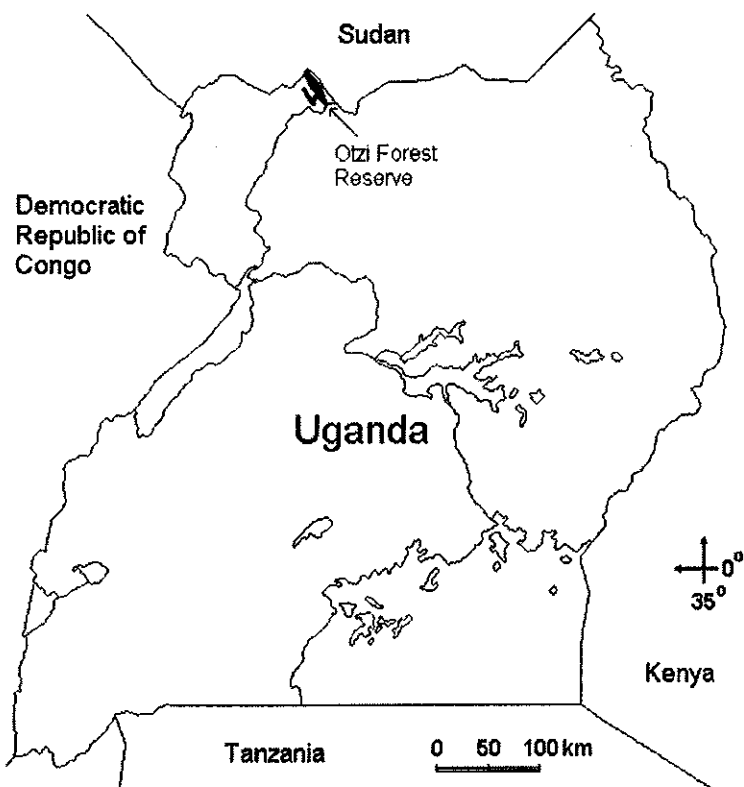 Sudan
Otzi Forest
Reserve
Democratic
Republic of
Congo
Uganda
0°
35°
Kenya
Tanzania
0 50 100 km